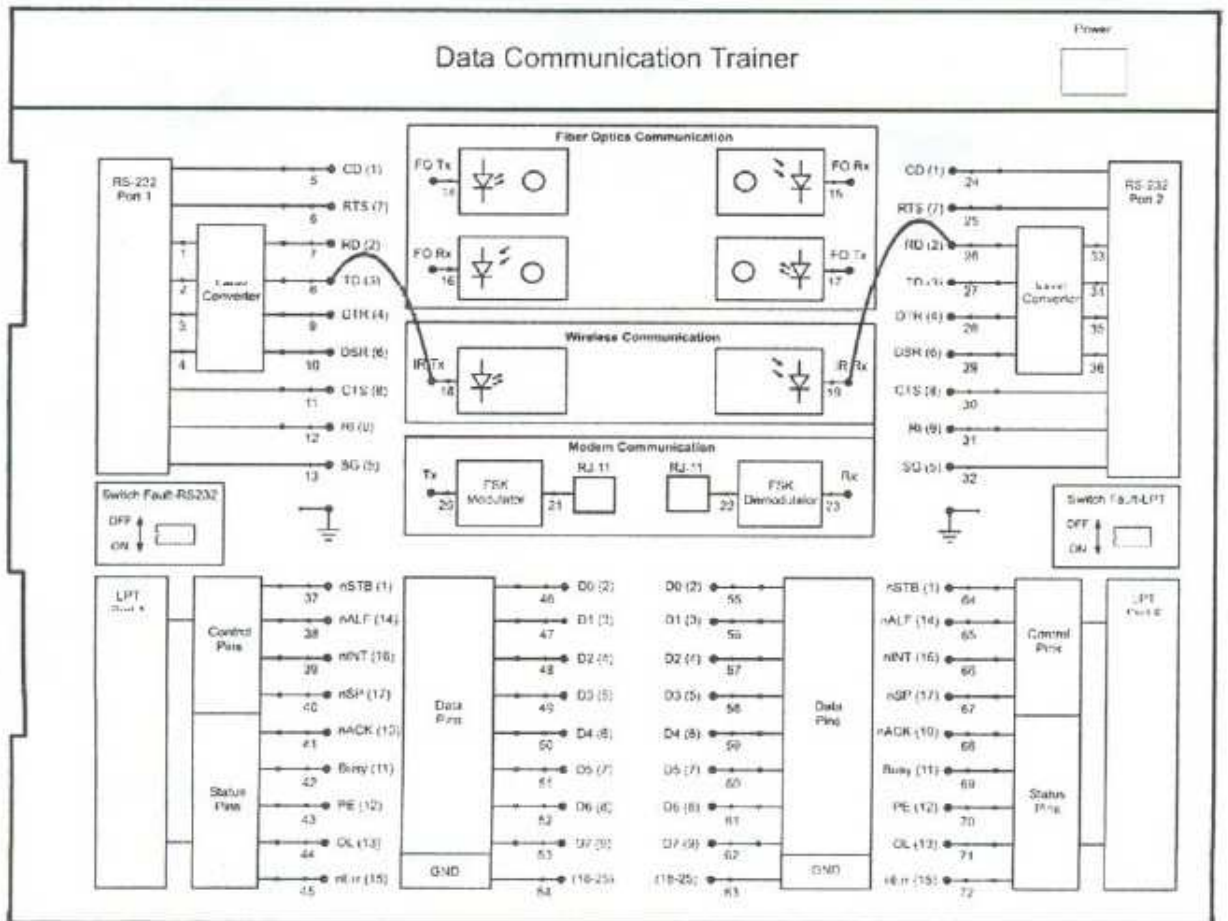 Power
Data Communication Trainer
Fiber Optics Communication
RS-232
Port 1
CD (1)
5
RTS (7)
6
1
RD (2)
7
2
TD (3)
8
Converter
3
DTR (4)
9
4
DSR (6)
10
CTS (8)
11
12
SG (5)
13
FO Tx
14
FO Rx
15
FO Rx
16
FO Tx
17
Wireless Communication
IR Tx
18
IR Rx
19
Modem Communication
Tx
20
FSK
Modulator
21
RJ-11
RJ-11
22
FSK
Demodulator
Rx
23
CD (1)
24
RTS (7)
25
RD (2)
26
33
27
Converter
34
DTR (4)
28
35
DSR (6)
29
36
CTS (8)
30
RI (9)
31
SG (5)
32
RS-232
Port 2
Switch Fault-RS232
OFF
ON
Switch Fault-LPT
OFF
ON
LPT
Control
Pins
Status
Pins
nSTB (1)
37
nALF (14)
38
nINT (16)
39
nSP (17)
40
41
Busy (11)
42
PE (12)
43
OL (13)
44
45
Data
Pins
GND
D0 (2)
46
D1 (3)
47
D2 (4)
48
D3 (5)
49
D4 (6)
50
D5 (7)
51
D6 (8)
52
D7 (9)
53
(18-25)
54
D0 (2)
55
D1 (3)
56
D2 (4)
57
D3 (5)
58
D4 (6)
59
D5 (7)
60
D6 (8)
61
D7 (9)
62
(18-25)
63
Data
Pins
GND
nSTB (1)
64
nALF (14)
65
nINT (16)
66
nSP (17)
67
nACK (10)
68
Busy (11)
69
PE (12)
70
OL (13)
71
72
Control
Pins
Status
Pins
LPT